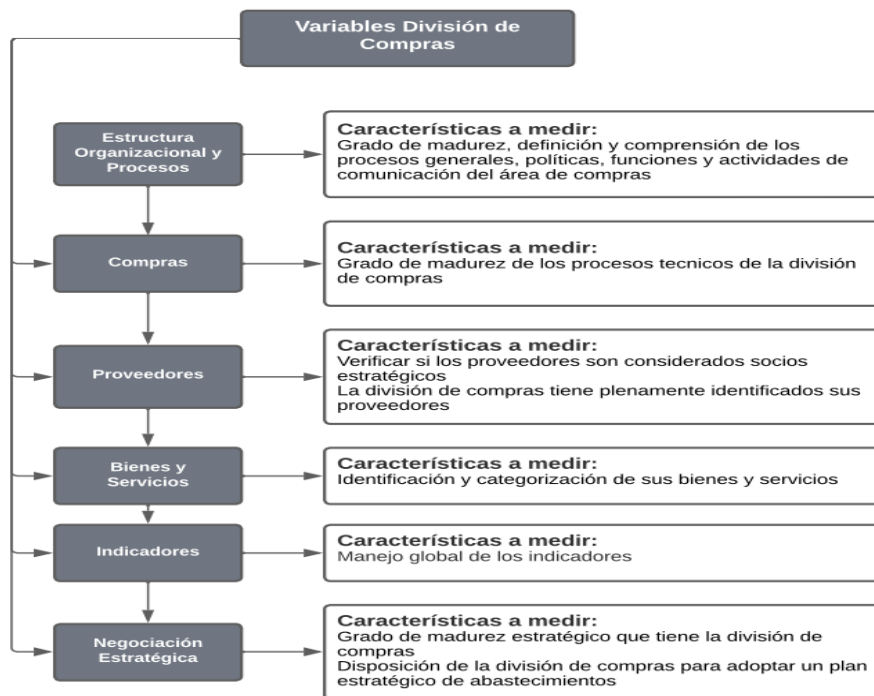 Variables División de
Compras
Estructura
Organizacional y
Procesos
Características a medir:
Grado de madurez, definición y comprensión de los
procesos generales, políticas, funciones y actividades de
comunicación del área de compras
Compras
Características a medir:
Grado de madurez de los procesos tecnicos de la división
de compras
Proveedores
Características a medir:
Verificar si los proveedores son considerados socios
estratégicos
La división de compras tiene plenamente identificados sus
proveedores
Bienes y
Servicios
Características a medir:
Identificación y categorización de sus bienes y servicios
Indicadores
Características a medir:
Manejo global de los indicadores
Negociación
Estratégica
Características a medir:
Grado de madurez estratégico que tiene la división de
compras
Disposición de la división de compras para adoptar un plan
estratégico de abastecimientos